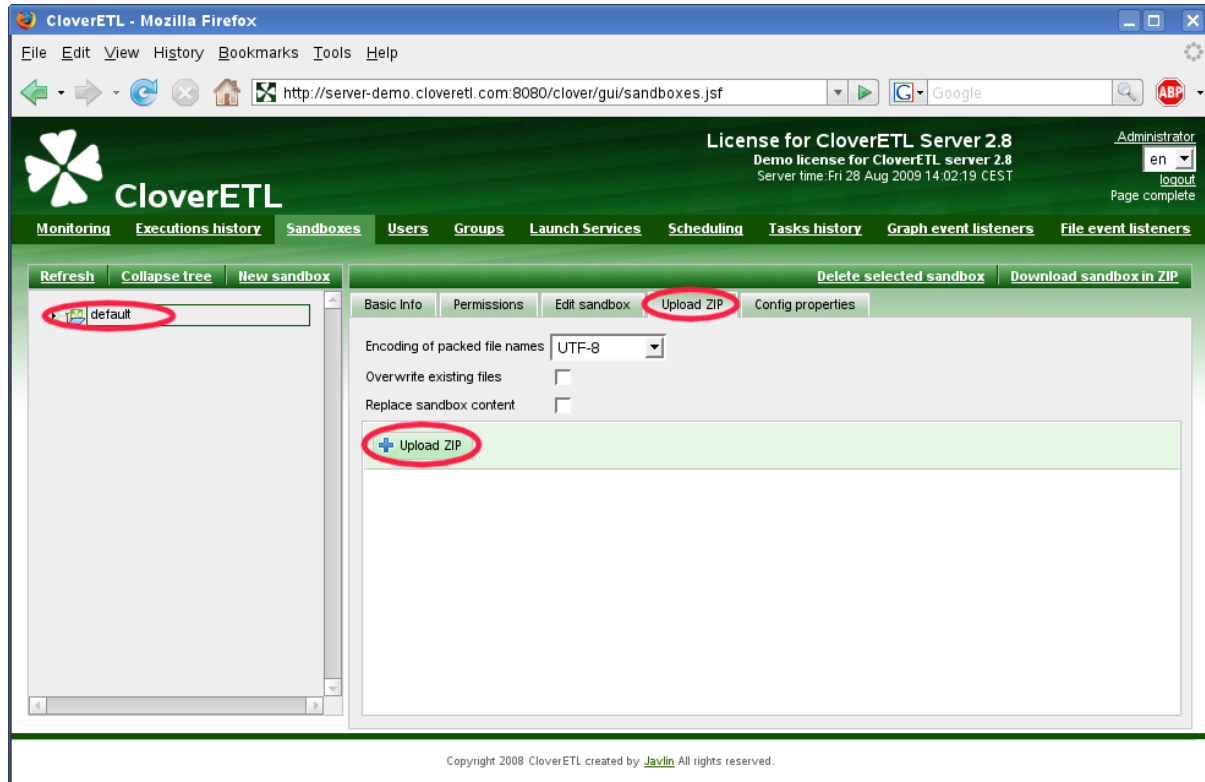 CloverETL - Mozilla Firefox
File Edit View History Bookmarks Tools Help
http://server-demo.cloveretl.com:8080/clover/gui/sandboxes.jsf
G Google
ABP
CloverETL
License for CloverETL Server 2.8
Demo license for CloverETL server 2.8
Server time:Fri 28 Aug 2009 14:02:19 CEST
Administrator
en
logout
Page complete
Monitoring Executions history Sandboxes Users Groups Launch Services Scheduling Tasks history Graph event listeners File event listeners
Refresh Collapse tree New sandbox
Delete selected sandbox Download sandbox in ZIP
default
Basic Info Permissions Edit sandbox Upload ZIP Config properties
Encoding of packed file names UTF-8
Overwrite existing files
Replace sandbox content
Upload ZIP
Copyright 2008 CloverETL created by Javlin All rights reserved.